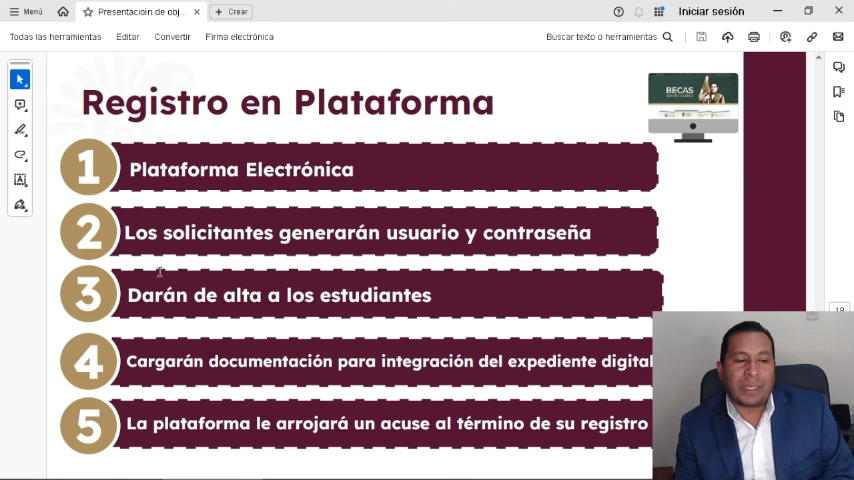 Menú
Presentacioin de obj...
Crear
Iniciar sesión
Todas las herramientas
Editar
Convertir
Firma electrónica
Buscar texto o herramientas
Registro en Plataforma
BECAS
1 Plataforma Electrónica
2 Los solicitantes generarán usuario y contraseña
3 Darán de alta a los estudiantes
4 Cargarán documentación para integración del expediente digital
5 La plataforma le arrojará un acuse al término de su registro